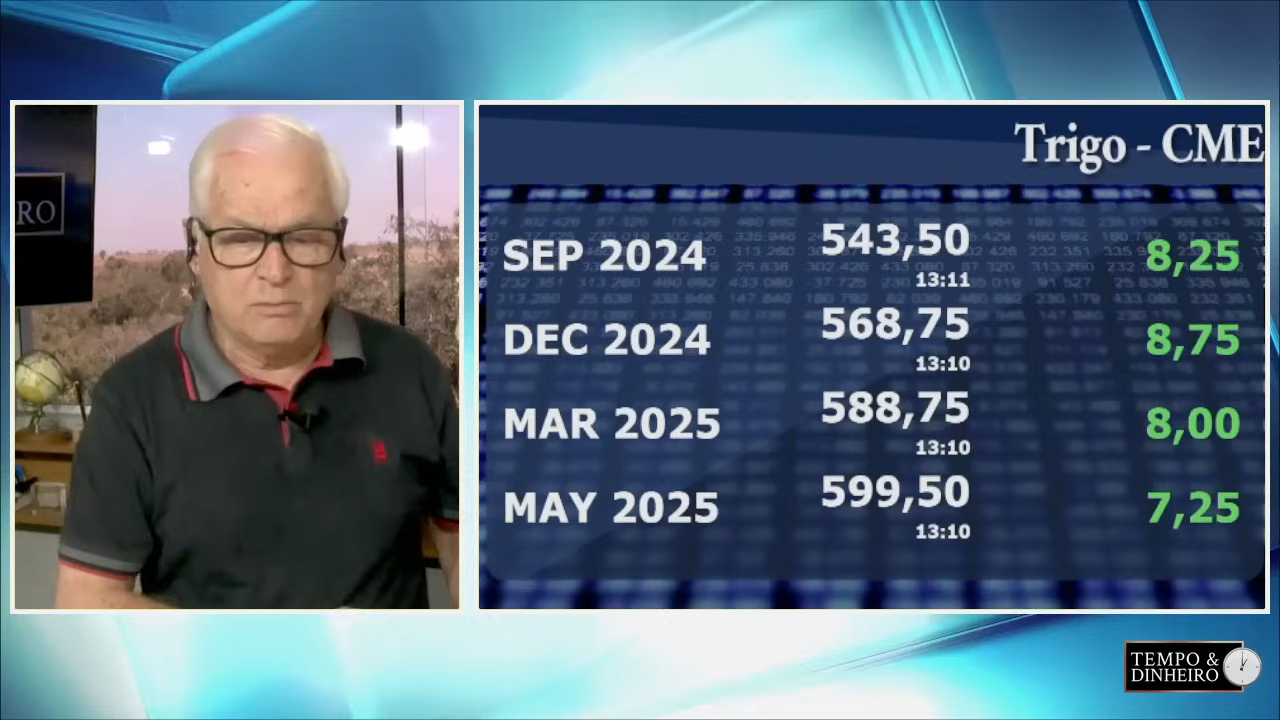 RO
Trigo - CME
SEP 2024 543,50 8,25
13:11
DEC 2024 568,75 8,75
13:10
MAR 2025 588,75 8,00
13:10
MAY 2025 599,50 7,25
13:10
TEMPO &
DINHEIRO